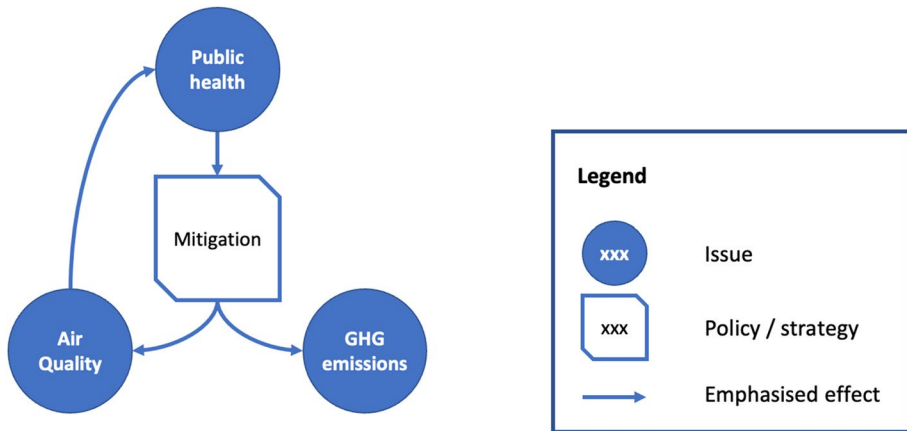 Public
health
Mitigation
Air
Quality
GHG
emissions
Legend
xxx
Issue
xxx
Policy / strategy
Emphasised effect